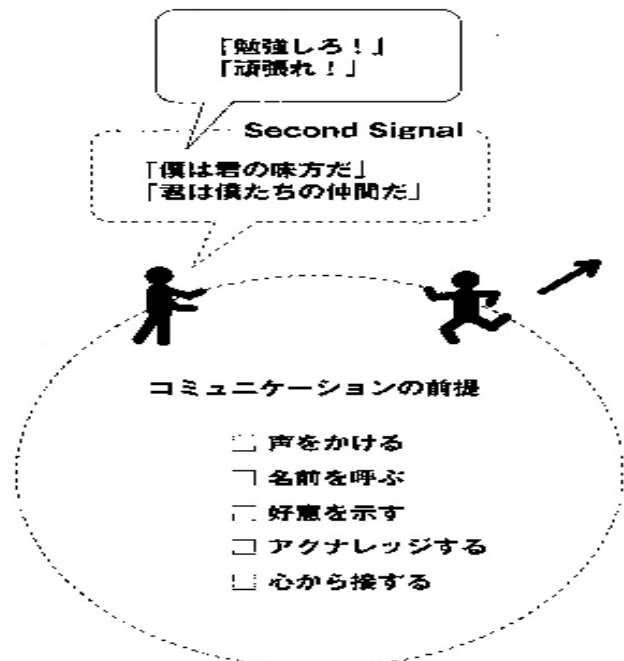 「勉強しろ！」
「頑張れ！」
Second Signal
「僕は君の味方だ」
「君は僕たちの仲間だ」
コミュニケーションの前提
□ 声をかける
□ 名前を呼ぶ
□ 好意を示す
□ アクナレッジする
□ 心から接する